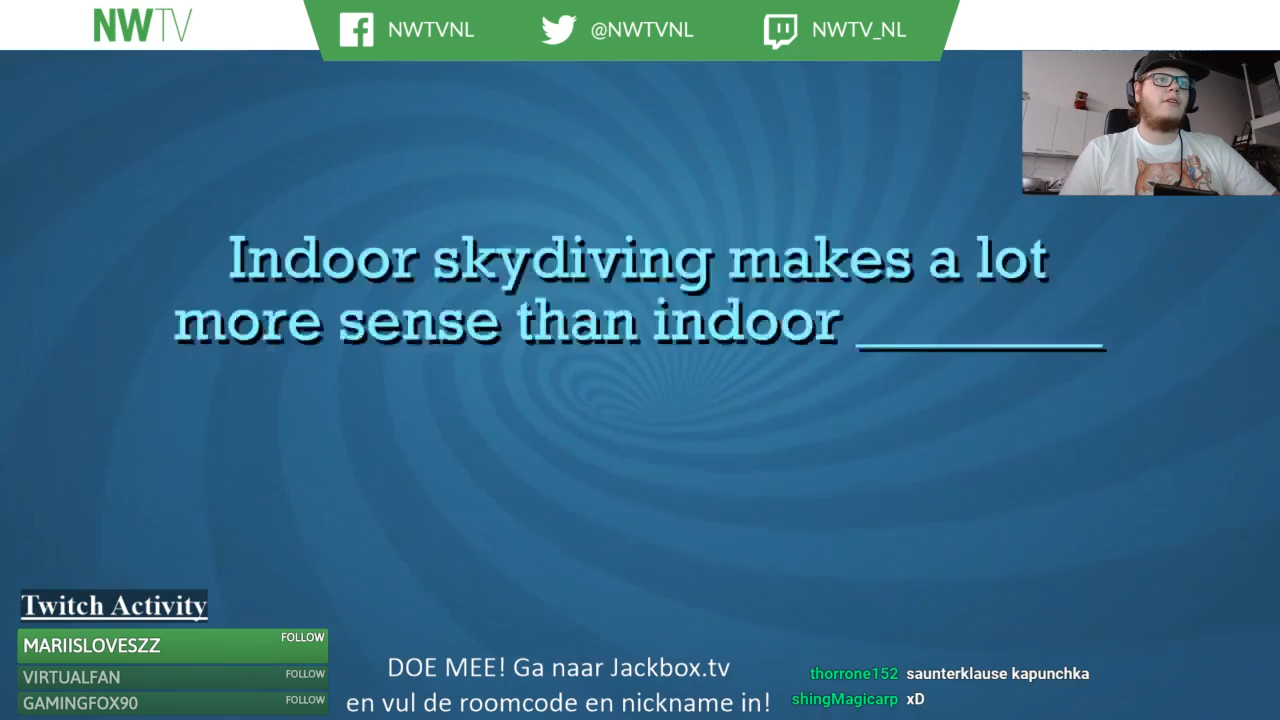 NWTV
NWTVNL
@NWTVNL
NWTV_NL
Indoor skydiving makes a lot
more sense than indoor __________
Twitch Activity
MARIISLOVESZZ FOLLOW
VIRTUALFAN FOLLOW
GAMINGFOX90 FOLLOW
DOE MEE! Ga naar Jackbox.tv
en vul de roomcode en nickname in!
thorrone152 saunterklause kapunchka
shingMagicarp xD